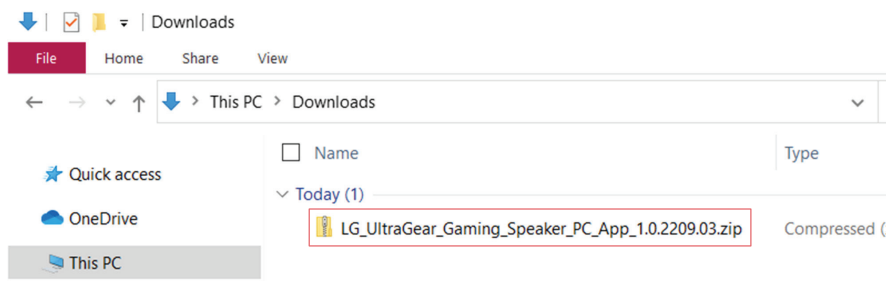 Downloads
File Home Share View
This PC > Downloads
Name Type
Quick access
Today (1)
OneDrive
LG_UltraGear_Gaming_Speaker_PC_App_1.0.2209.03.zip Compressed (
This PC